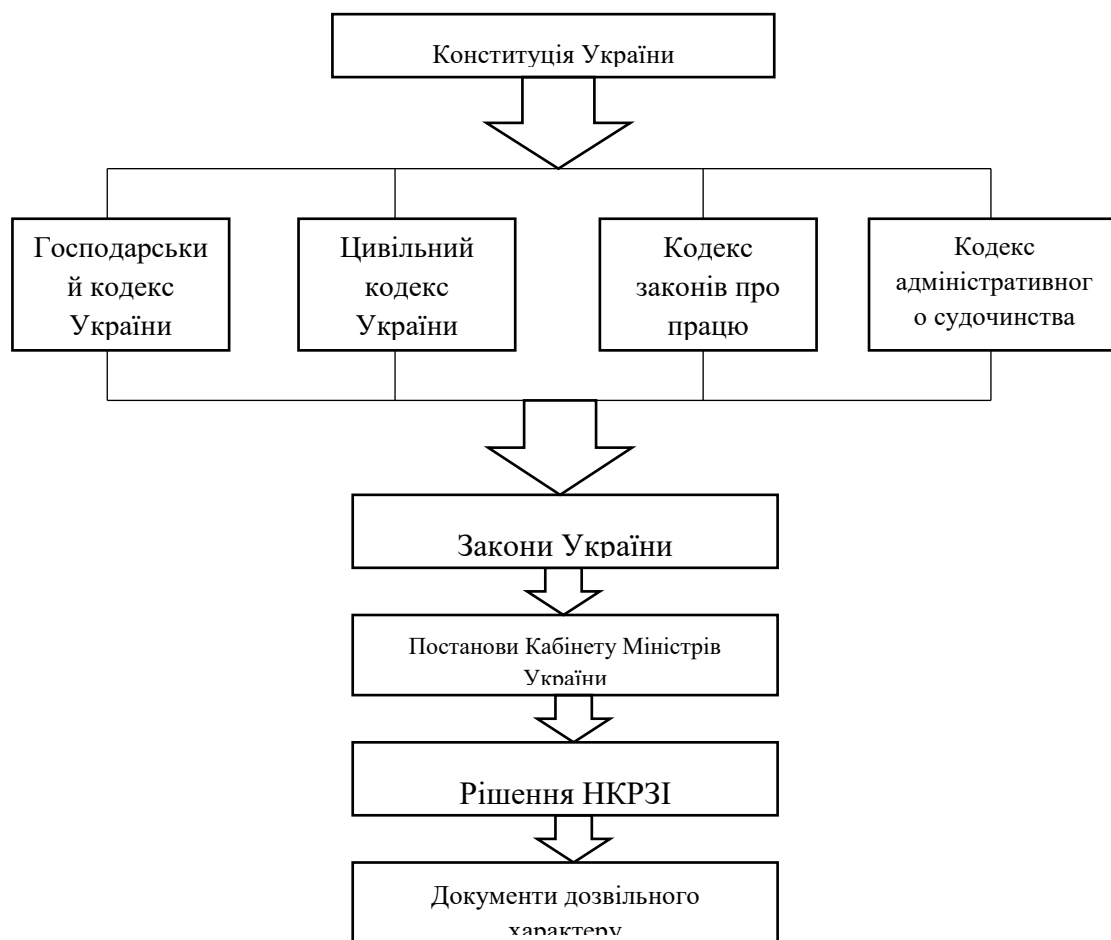 Конституція України
Господарськи
й кодекс
України
Цивільний
кодекс
України
Кодекс
законів про
працю
Кодекс
адміністративног
о судочинства
Закони України
Постанови Кабінету Міністрів
України
Рішення НКРЗІ
Документи дозвільного
характеру